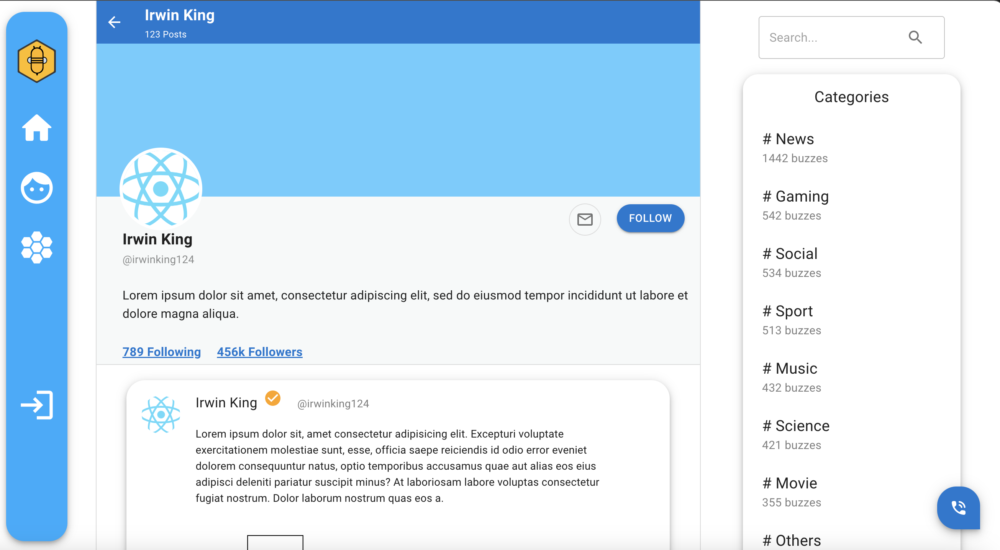 Irwin King
123 Posts
Irwin King
@irwinking124
FOLLOW
Lorem ipsum dolor sit amet, consectetur adipiscing elit, sed do eiusmod tempor incididunt ut labore et
dolore magna aliqua.
789 Following 456k Followers
Irwin King @irwinking124
Lorem ipsum dolor sit, amet consectetur adipisicing elit. Excepturi voluptate
exercitationem molestiae sunt, esse, officia saepe reiciendis id odio error eveniet
dolorem consequuntur natus, optio temporibus accusamus quae aut alias eos eius
adipisci deleniti pariatur suscipit minus? At laboriosam labore voluptas consectetur
fugiat nostrum. Dolor laborum nostrum quas eos a.
Search...
Categories
# News
1442 buzzes
# Gaming
542 buzzes
# Social
534 buzzes
# Sport
513 buzzes
# Music
432 buzzes
# Science
421 buzzes
# Movie
355 buzzes
# Others